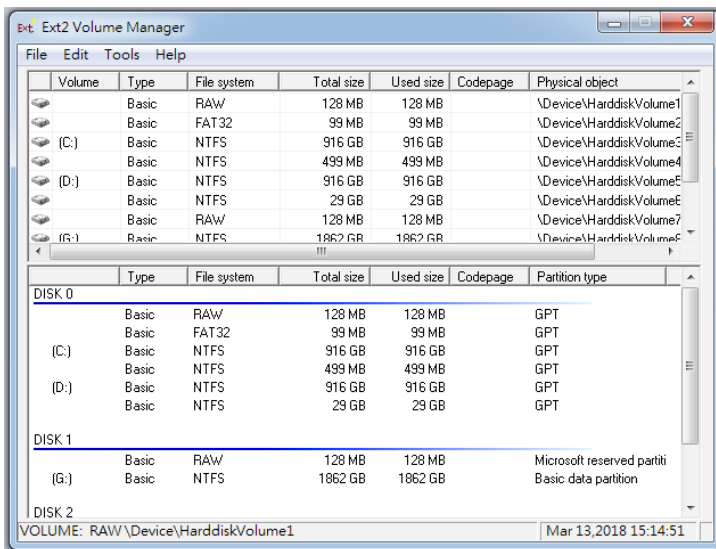 Ext2 Volume Manager
File Edit Tools Help
Volume Type File system Total size Used size Codepage Physical object
Basic RAW 128 MB 128 MB \Device\HarddiskVolume1
Basic FAT32 99 MB 99 MB \Device\HarddiskVolume2
(C:) Basic NTFS 916 GB 916 GB \Device\HarddiskVolume3
Basic NTFS 499 MB 499 MB \Device\HarddiskVolume4
(D:) Basic NTFS 916 GB 916 GB \Device\HarddiskVolume5
Basic NTFS 29 GB 29 GB \Device\HarddiskVolume6
Basic RAW 128 MB 128 MB \Device\HarddiskVolume7
(G:) Basic NTFS 1862 GB 1862 GB \Device\HarddiskVolume8
Type File system Total size Used size Codepage Partition type
DISK 0
Basic RAW 128 MB 128 MB GPT
Basic FAT32 99 MB 99 MB GPT
(C:) Basic NTFS 916 GB 916 GB GPT
Basic NTFS 499 MB 499 MB GPT
(D:) Basic NTFS 916 GB 916 GB GPT
Basic NTFS 29 GB 29 GB GPT
DISK 1
Basic RAW 128 MB 128 MB Microsoft reserved partiti
(G:) Basic NTFS 1862 GB 1862 GB Basic data partition
DISK 2
VOLUME: RAW \Device\HarddiskVolume1 Mar 13,2018 15:14:51